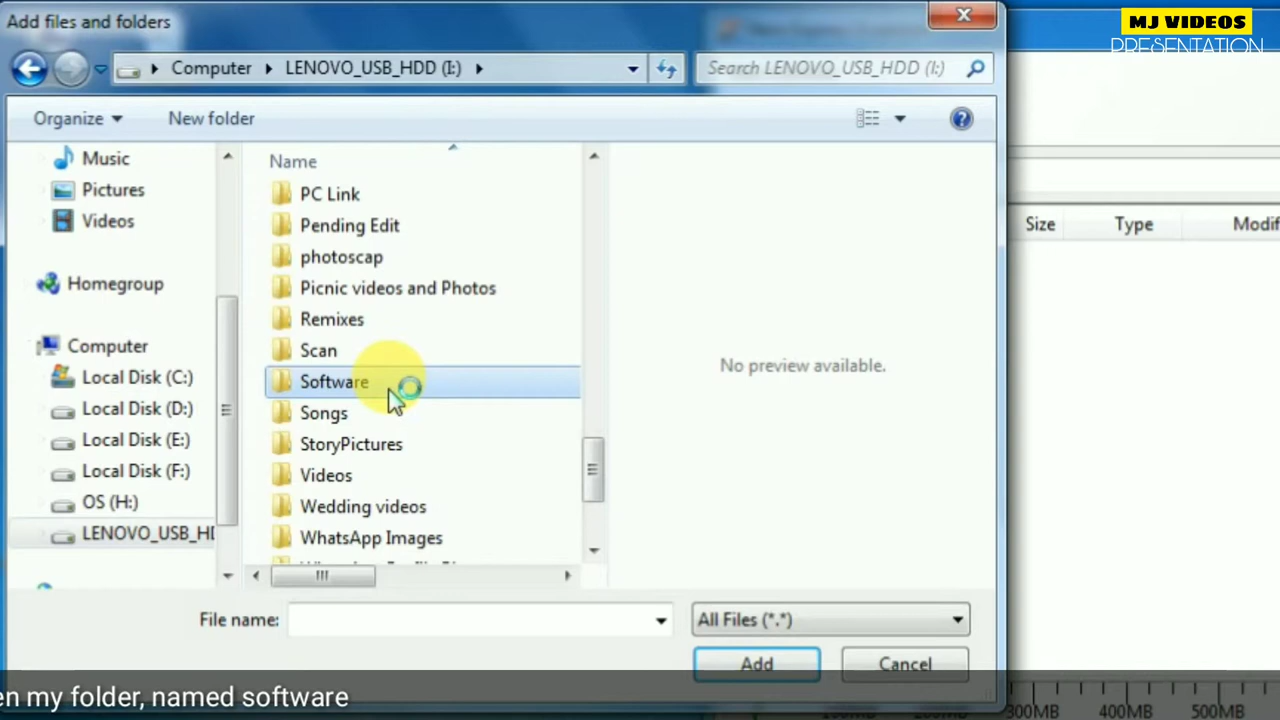 Add files and folders
MJ VIDEOS
PRESENTATION
Computer
LENOVO_USB_HDD (I:)
Search LENOVO_USB_HDD (I:)
Organize
New folder
Music
Pictures
Videos
Homegroup
Computer
Local Disk (C:)
Local Disk (D:)
Local Disk (E:)
Local Disk (F:)
OS (H:)
LENOVO_USB_HD
Name
PC Link
Pending Edit
photoscap
Picnic videos and Photos
Remixes
Scan
Software
Songs
StoryPictures
Videos
Wedding videos
WhatsApp Images
No preview available.
Size
Type
Modif
File name:
All Files (*.*)
Add
Cancel
en my folder, named software
300MB
400MB
500MB